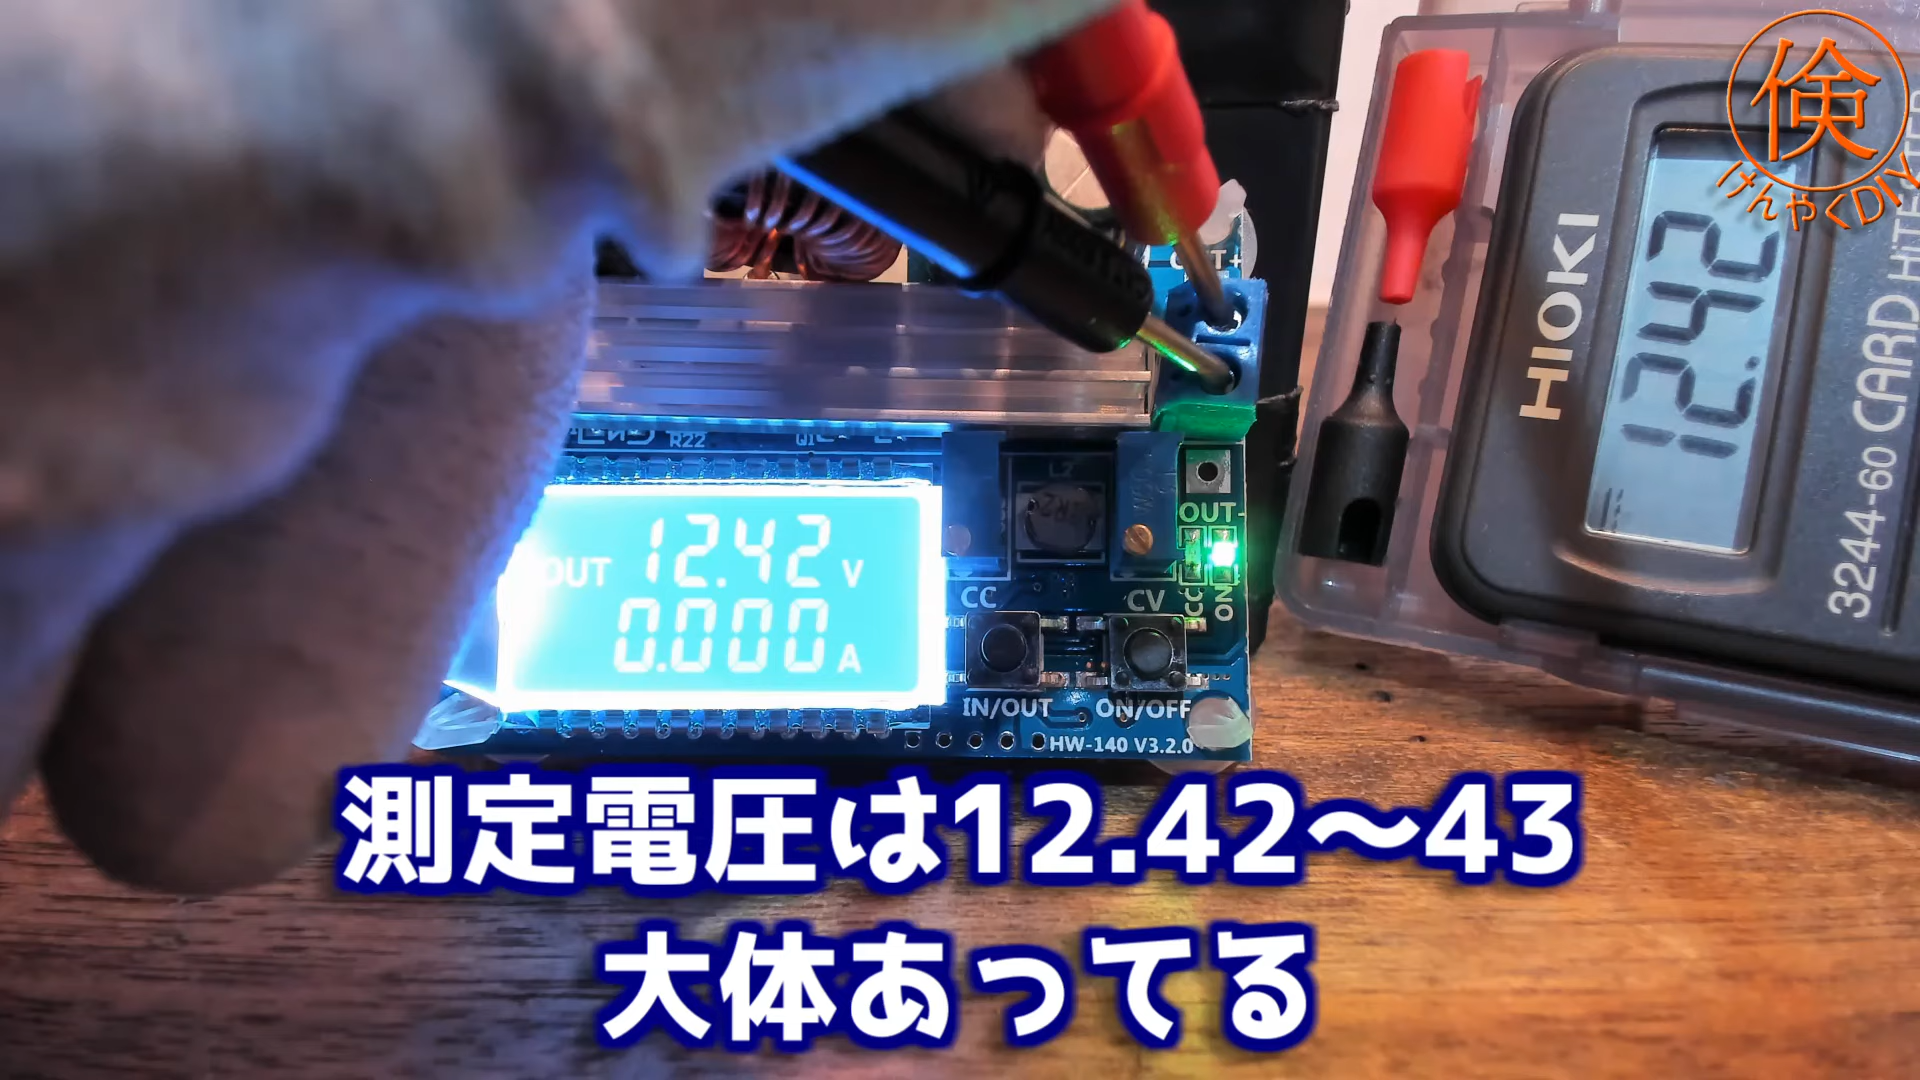 倹
けんやくDIY
HIOKI
12.42
3244-60 CARD HiTESTER
OUT+
R22
OUT 12.42 V
0.000 A
OUT-
CC
CV
CC
ON
IN/OUT
ON/OFF
HW-140 V3.2.0
測定電圧は12.42～43
大体あってる